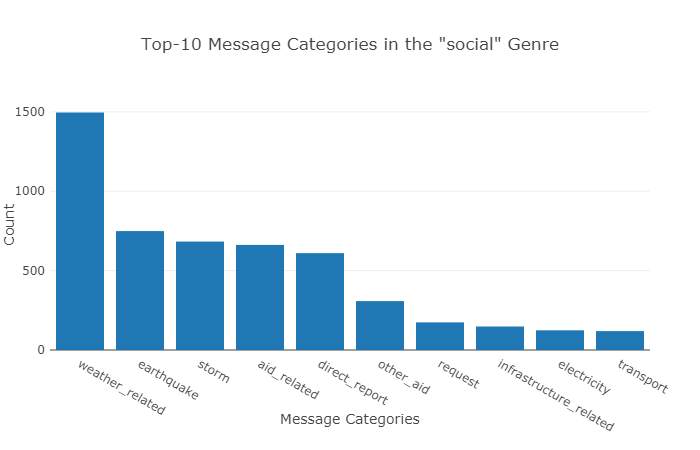 Top-10 Message Categories in the "social" Genre
1500
1000
500
0
Count
weather_related
earthquake
storm
aid_related
direct_report
other_aid
request
infrastructure_related
electricity
transport
Message Categories